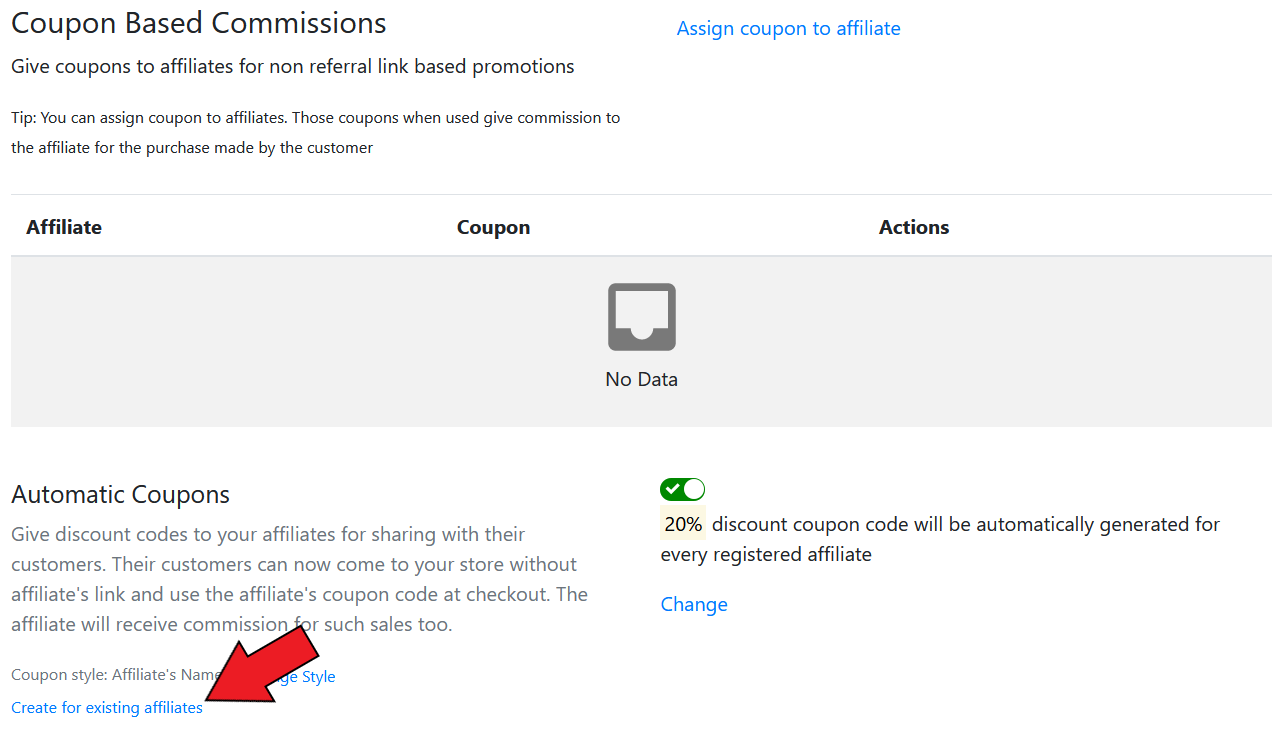 Coupon Based Commissions
Assign coupon to affiliate
Give coupons to affiliates for non referral link based promotions
Tip: You can assign coupon to affiliates. Those coupons when used give commission to
the affiliate for the purchase made by the customer
Affiliate Coupon Actions
No Data
Automatic Coupons
Give discount codes to your affiliates for sharing with their
customers. Their customers can now come to your store without
affiliate's link and use the affiliate's coupon code at checkout. The
affiliate will receive commission for such sales too.
20% discount coupon code will be automatically generated for
every registered affiliate
Change
Coupon style: Affiliate's Name Style
Create for existing affiliates